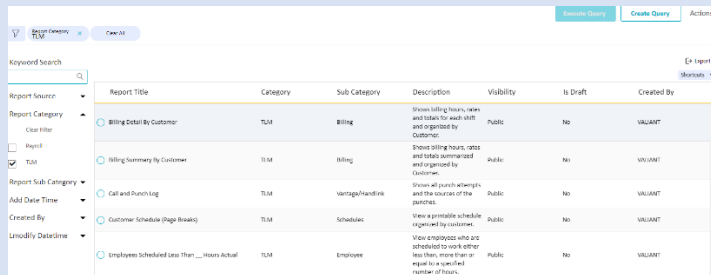 Execute Query Create Query Actions
Report Category
TLM × Clear All
Keyword Search
Export
Shortcuts
Report Source
Report Category
Clear Filter
Payroll
TLM
Report Sub Category
Add Date Time
Created By
Lmodify Datetime
Report Title Category Sub Category Description Visibility Is Draft Created By
Billing Detail By Customer TLM Billing Shows billing hours, rates and totals for each shift and organized by Customer. Public No VALIANT
Billing Summary By Customer TLM Billing Shows billing hours, rates and totals summarized and organized by Customer. Public No VALIANT
Call and Punch Log TLM Vantage/Handlink Shows all punch attempts and the sources of the punches. Public No VALIANT
Customer Schedule (Page Breaks) TLM Schedules View a printable schedule organized by customer. Public No VALIANT
Employees Scheduled Less Than __ Hours Actual TLM Employee View employees who are scheduled to work either less than, more than or equal to a specified number of hours. Public No VALIANT